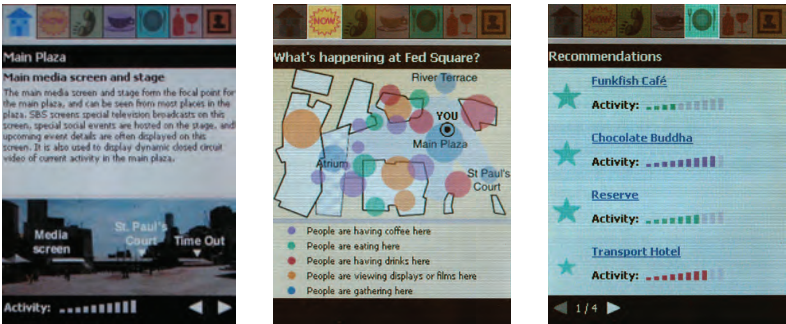 Main Plaza
Main media screen and stage
The main media screen and stage form the focal point for
the main plaza, and can be seen from most places in the
plaza. SBS screens special television broadcasts on this
screen, special social events are hosted on the stage, and
upcoming event details are often displayed on this
screen. It is also used to display dynamic closed circuit
video of current activity in the main plaza.
Media
screen
St. Paul's
Court
Time Out
Activity:
NOW
What's happening at Fed Square?
River Terrace
YOU
Main Plaza
Atrium
St Paul's
Court
People are having coffee here
People are eating here
People are having drinks here
People are viewing displays or films here
People are gathering here
Recommendations
Funkfish Café
Activity:
Chocolate Buddha
Activity:
Reserve
Activity:
Transport Hotel
Activity:
1/4